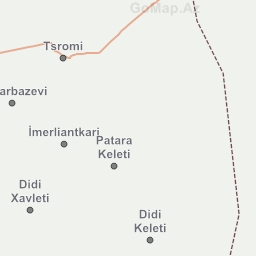 GoMap.Az
Tsromi
arbazevi
İmerliantkari
Patara
Keleti
Didi
Xavleti
Didi
Keleti